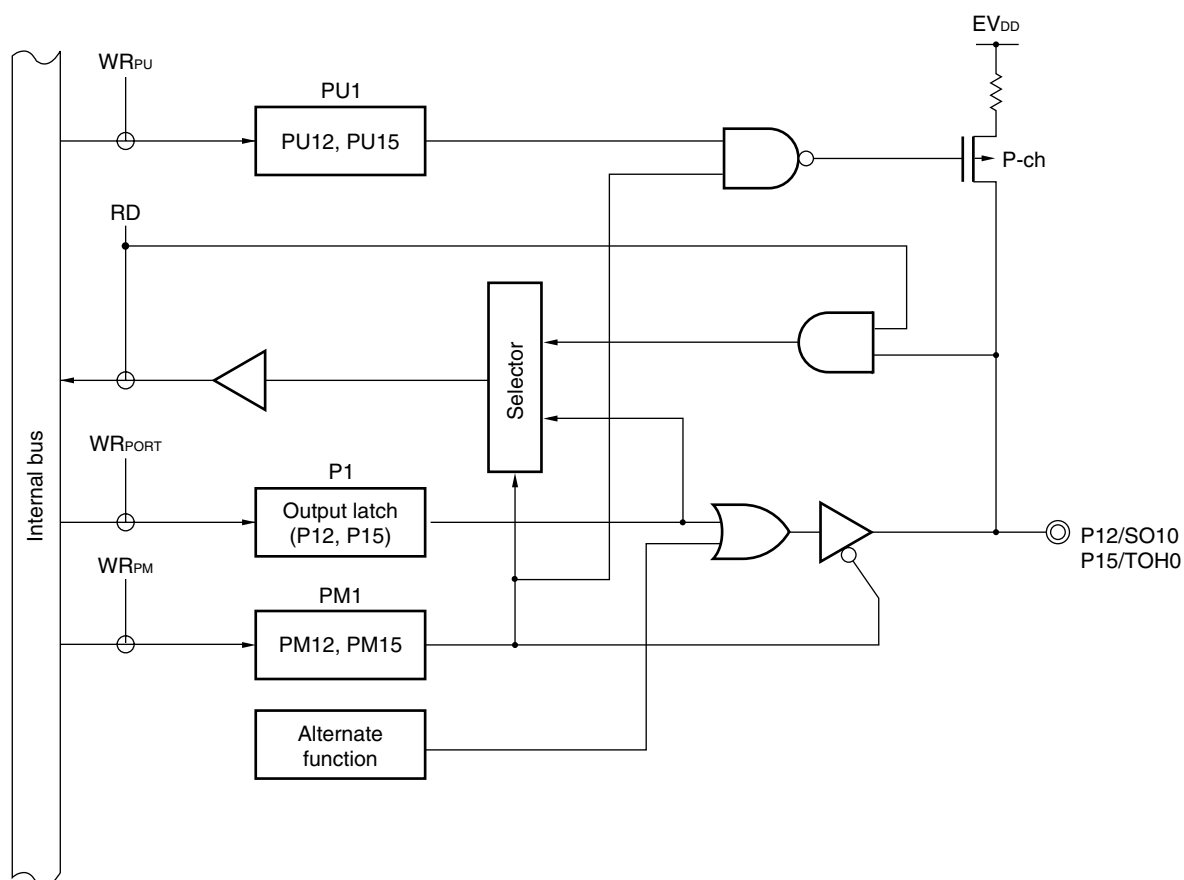 EVDD
WRPU
PU1
PU12, PU15
P-ch
RD
Selector
Internal bus
WRPORT
P1
Output latch
(P12, P15)
P12/SO10
P15/TOH0
WRPM
PM1
PM12, PM15
Alternate
function